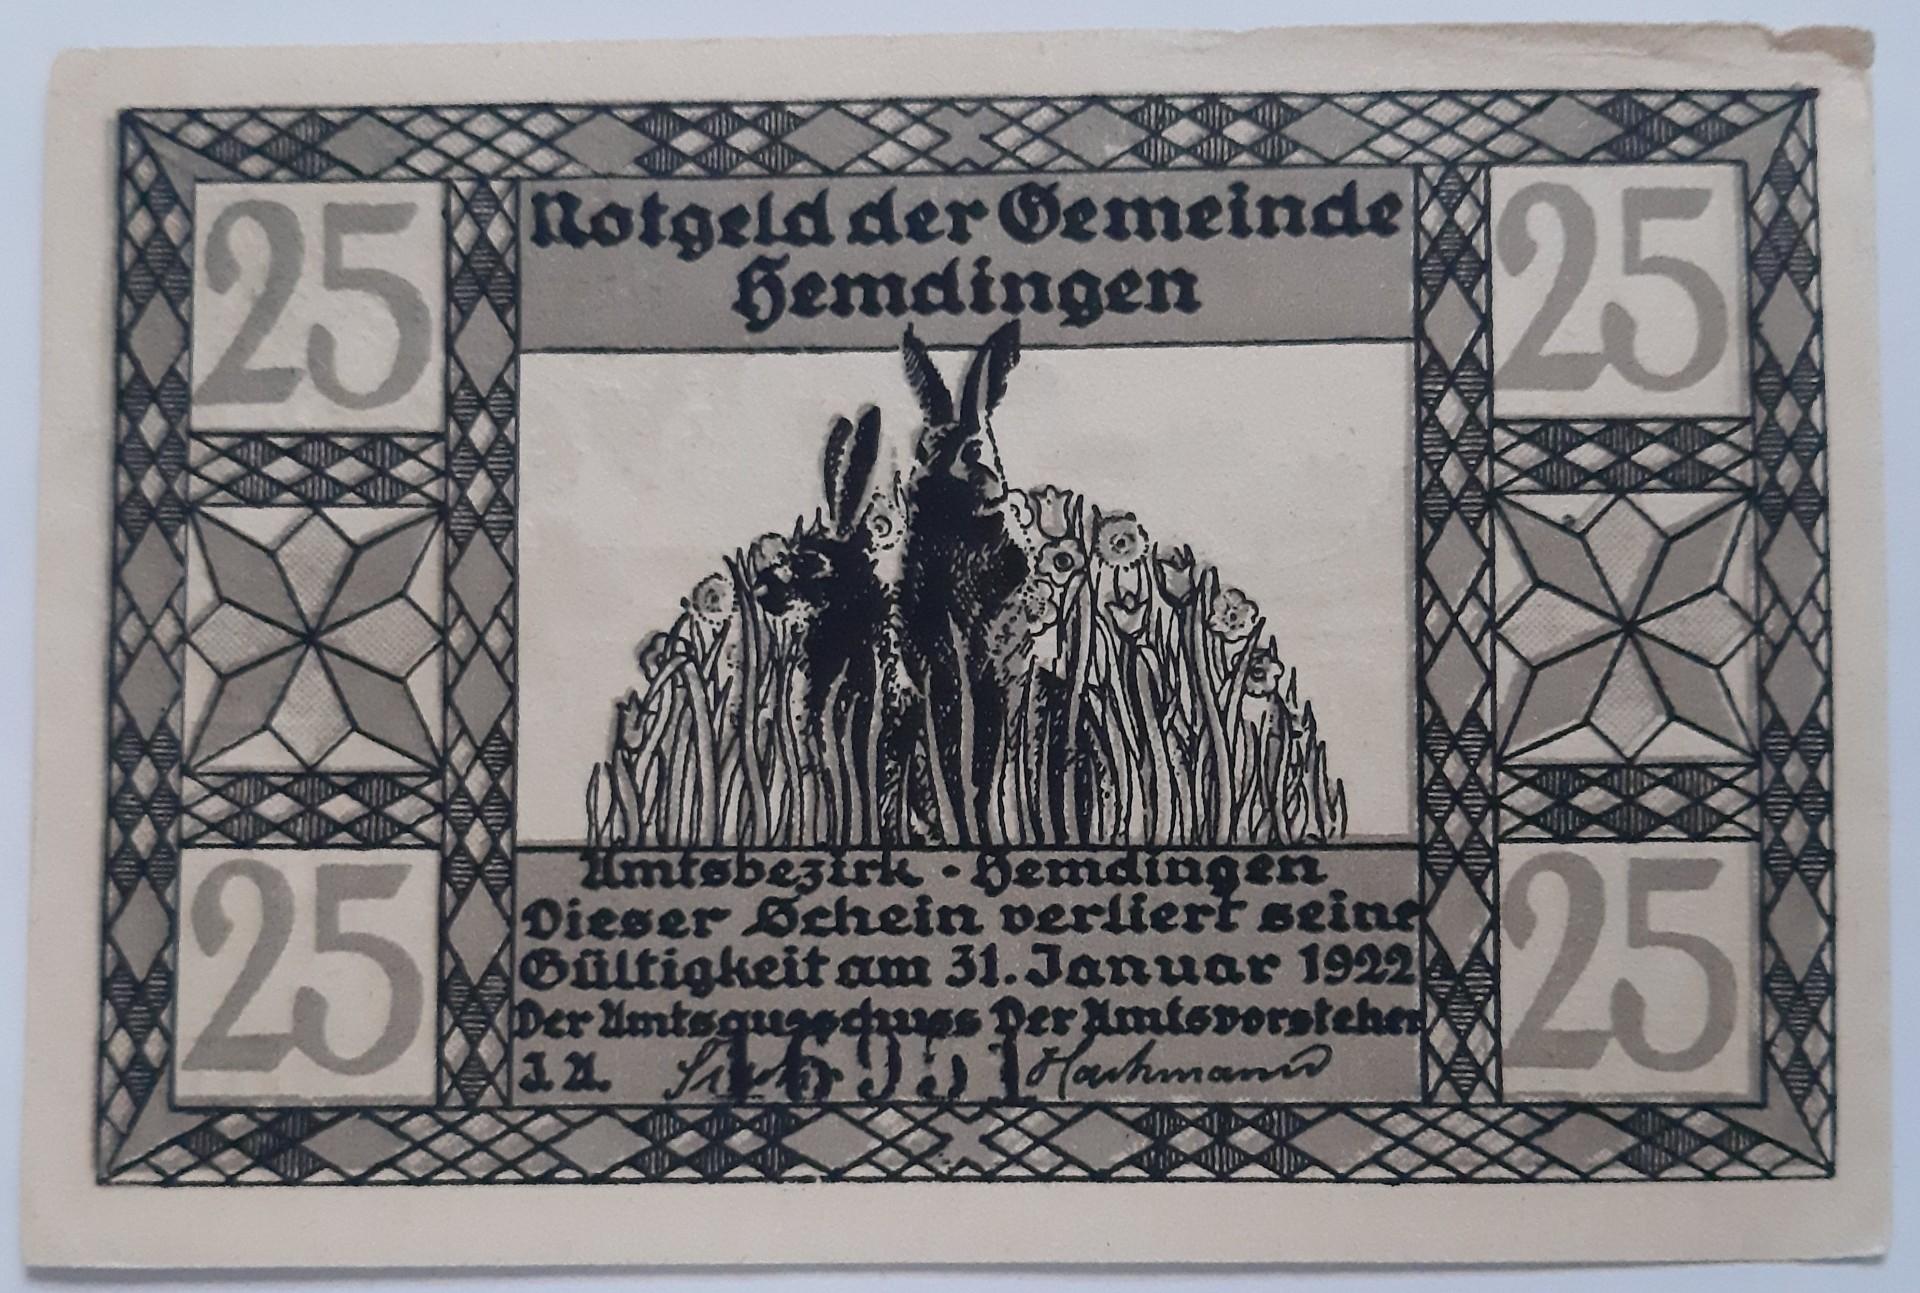 25
Notgeld der Gemeinde
Hemdingen
25
Amtsbezirk - Hemdingen
Dieser Schein verliert seine
Gültigkeit am 31. Januar 1922
Der Amtsausschuss Der Amtsvorsteher
J.A. Hachmann
25
25